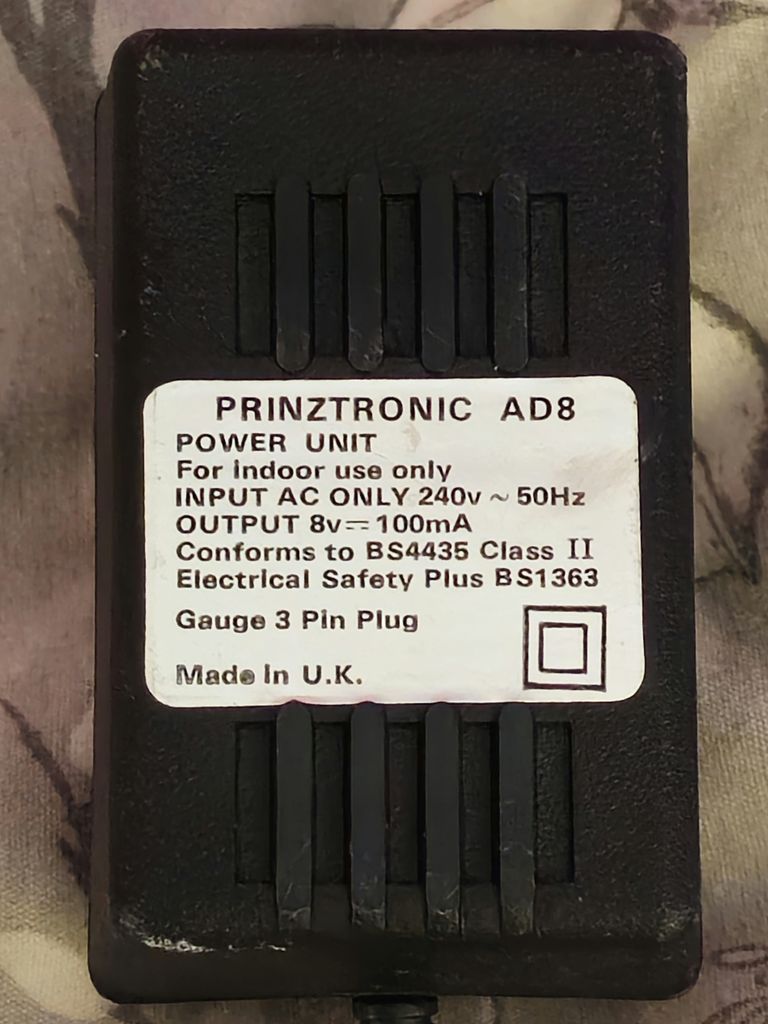 PRINZTRONIC AD8
POWER UNIT
For indoor use only
INPUT AC ONLY 240v ~ 50Hz
OUTPUT 8v⎓100mA
Conforms to BS4435 Class II
Electrical Safety Plus BS1363
Gauge 3 Pin Plug
Made In U.K.